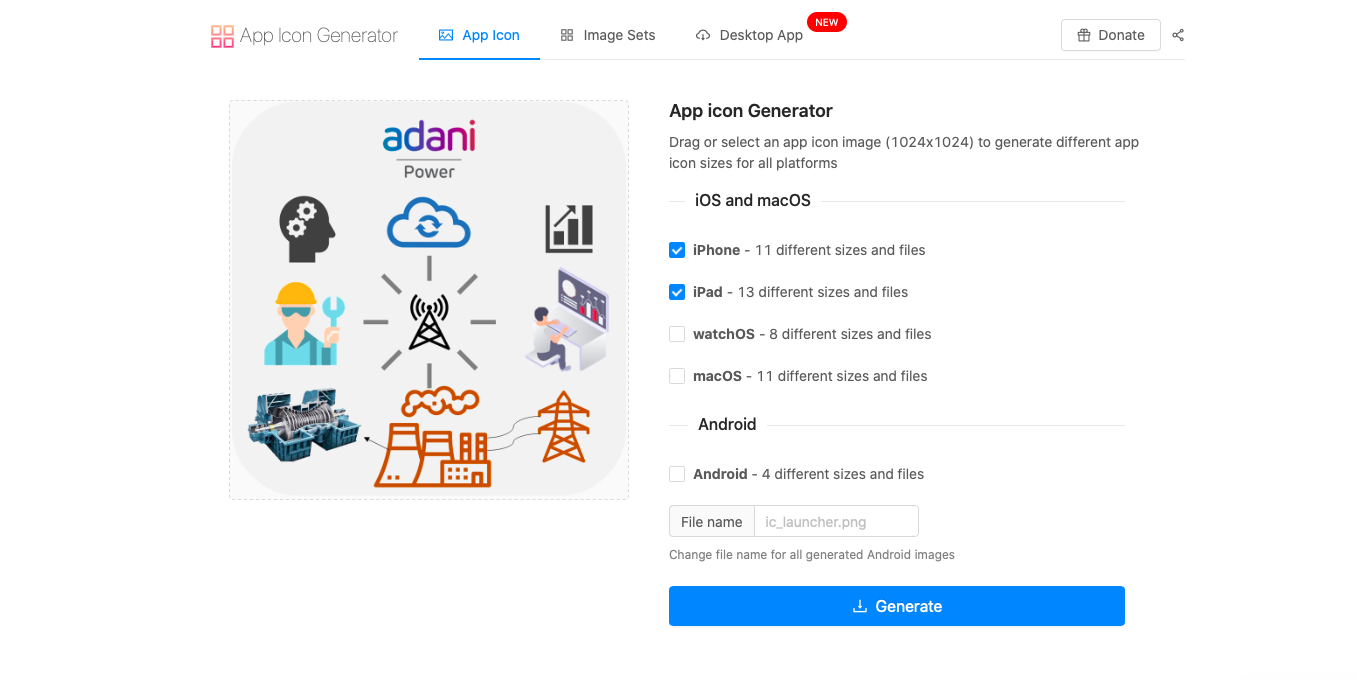 App Icon Generator
App Icon
Image Sets
Desktop App
NEW
Donate
adani
Power
App icon Generator
Drag or select an app icon image (1024x1024) to generate different app
icon sizes for all platforms
iOS and macOS
iPhone - 11 different sizes and files
iPad - 13 different sizes and files
watchOS - 8 different sizes and files
macOS - 11 different sizes and files
Android
Android - 4 different sizes and files
File name
ic_launcher.png
Change file name for all generated Android images
Generate